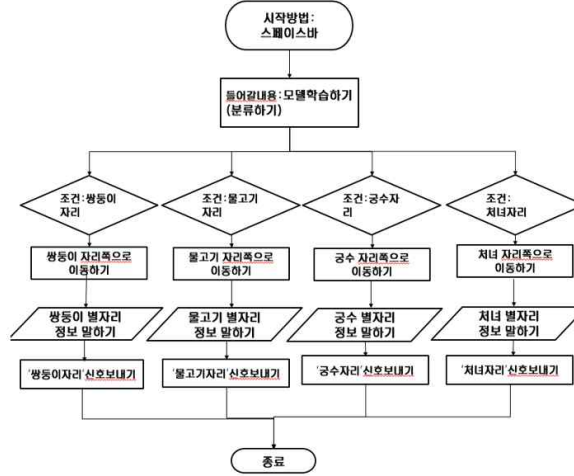 시작방법:
스페이스바
들어갈내용:모델학습하기
(분류하기)
조건:쌍둥이
자리
조건:물고기
자리
조건:궁수자
리
조건:
처녀자리
쌍둥이 자리쪽으로
이동하기
물고기 자리쪽으로
이동하기
궁수 자리쪽으로
이동하기
처녀 자리쪽으로
이동하기
쌍둥이 별자리
정보 말하기
물고기 별자리
정보 말하기
궁수 별자리
정보 말하기
처녀 별자리
정보 말하기
'쌍둥이자리'신호보내기
'물고기자리'신호보내기
'궁수자리'신호보내기
'처녀자리'신호보내기
종료